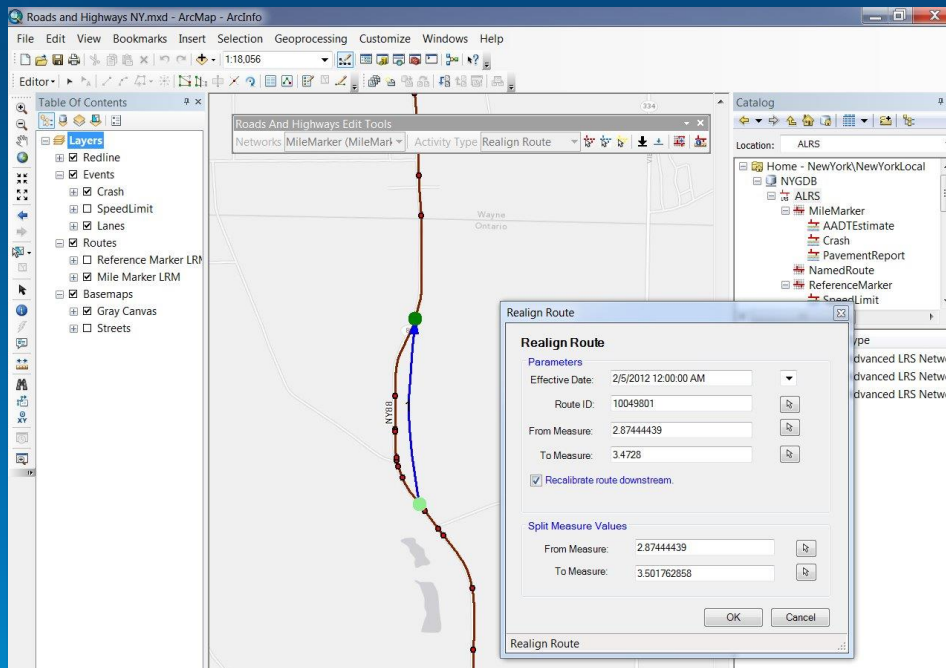 Roads and Highways NY.mxd - ArcMap - ArcInfo
File Edit View Bookmarks Insert Selection Geoprocessing Customize Windows Help
1:18,056
Editor
Table Of Contents
Layers
Redline
Events
Crash
SpeedLimit
Lanes
Routes
Reference Marker LRM
Mile Marker LRM
Basemaps
Gray Canvas
Streets
Roads And Highways Edit Tools
Networks MileMarker (MileMark Activity Type Realign Route
334
Wayne
Ontario
NY88
Catalog
Location: ALRS
Home - NewYork\NewYorkLocal
NYGDB
ALRS
MileMarker
AADTEstimate
Crash
PavementReport
NamedRoute
ReferenceMarker
SpeedLimit
ype
dvanced LRS Netw
dvanced LRS Netw
dvanced LRS Netw
Realign Route
Realign Route
Parameters
Effective Date: 2/5/2012 12:00:00 AM
Route ID: 10049801
From Measure: 2.87444439
To Measure: 3.4728
Recalibrate route downstream.
Split Measure Values
From Measure: 2.87444439
To Measure: 3.501762858
OK Cancel
Realign Route